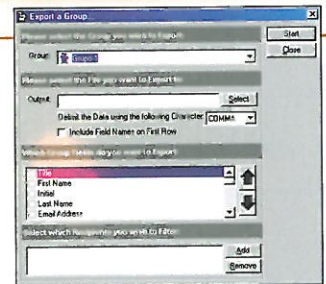 Export a Group...
Please select the Group you wish to Export
Start
Close
Group:
Please select the File you want to Export to
Output:
Select
Delimit the Data using the following Character: COMMA
Include Field Names on First Row
Which Group Fields do you want to Export
Title
First Name
Initial
Last Name
Email Address
Select which Recipients you wish to Filter
Add
Remove